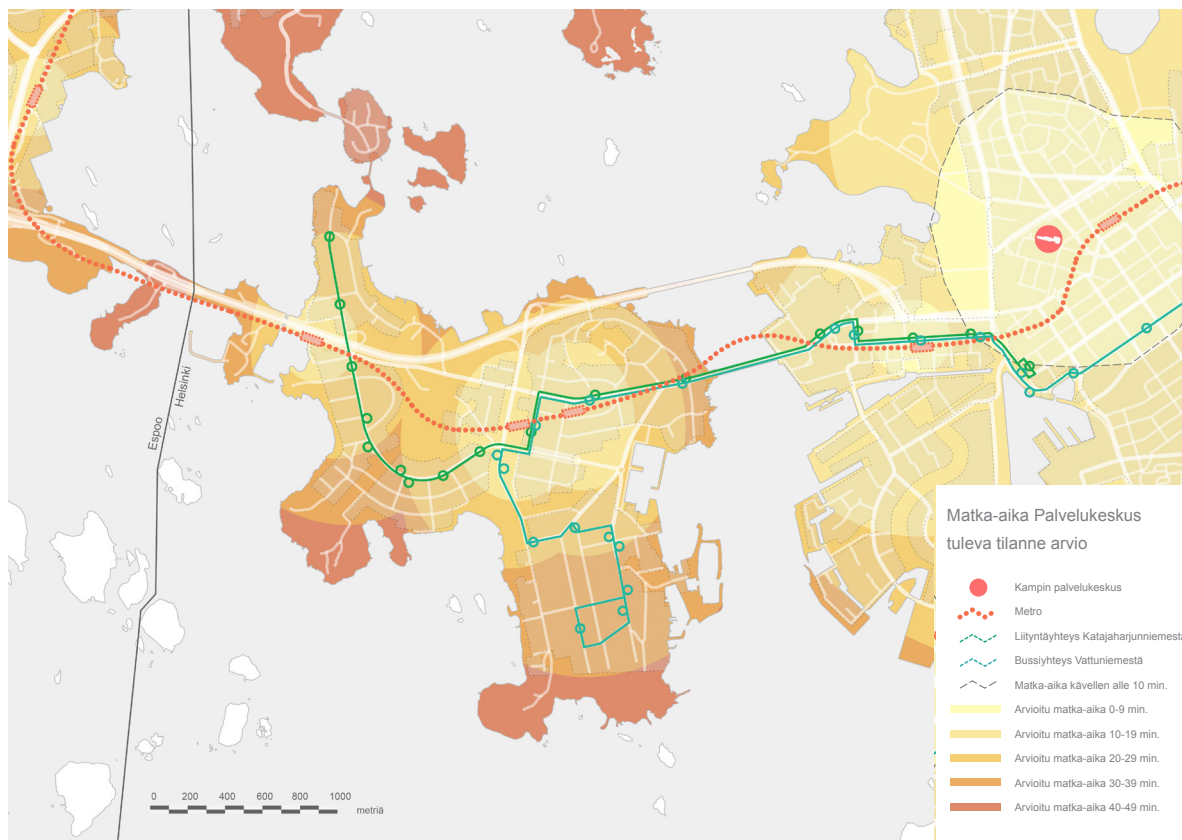 Espoo
Helsinki
0
200
400
600
800
1000
metriä
Matka-aika Palvelukeskus
tuleva tilanne arvio
Kampin palvelukeskus
Metro
Liityntäyhteys Katajaharjunniemestä
Bussiyhteys Vattuniemestä
Matka-aika kävellen alle 10 min.
Arvioitu matka-aika 0-9 min.
Arvioitu matka-aika 10-19 min.
Arvioitu matka-aika 20-29 min.
Arvioitu matka-aika 30-39 min.
Arvioitu matka-aika 40-49 min.